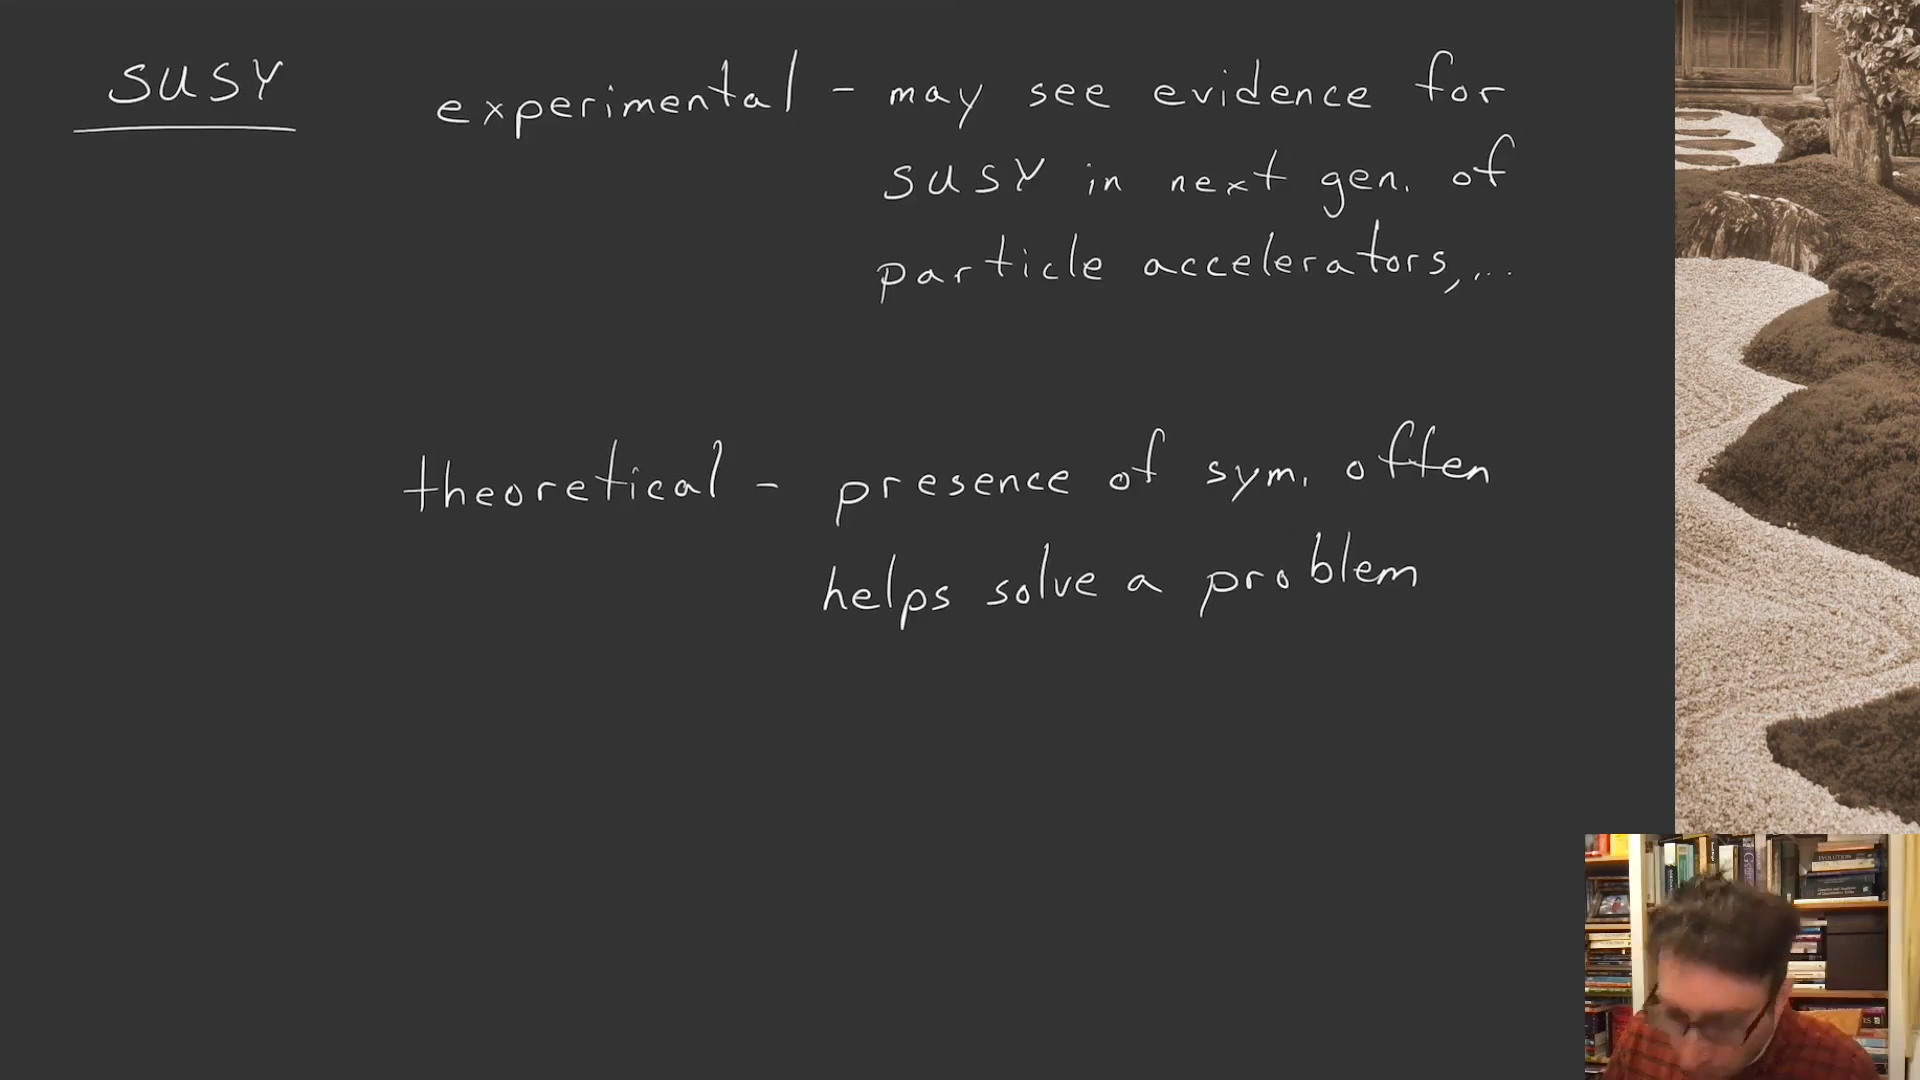 SUSY experimental - may see evidence for
SUSY in next gen. of
particle accelerators,...
theoretical - presence of sym. often
helps solve a problem
EVOLUTION